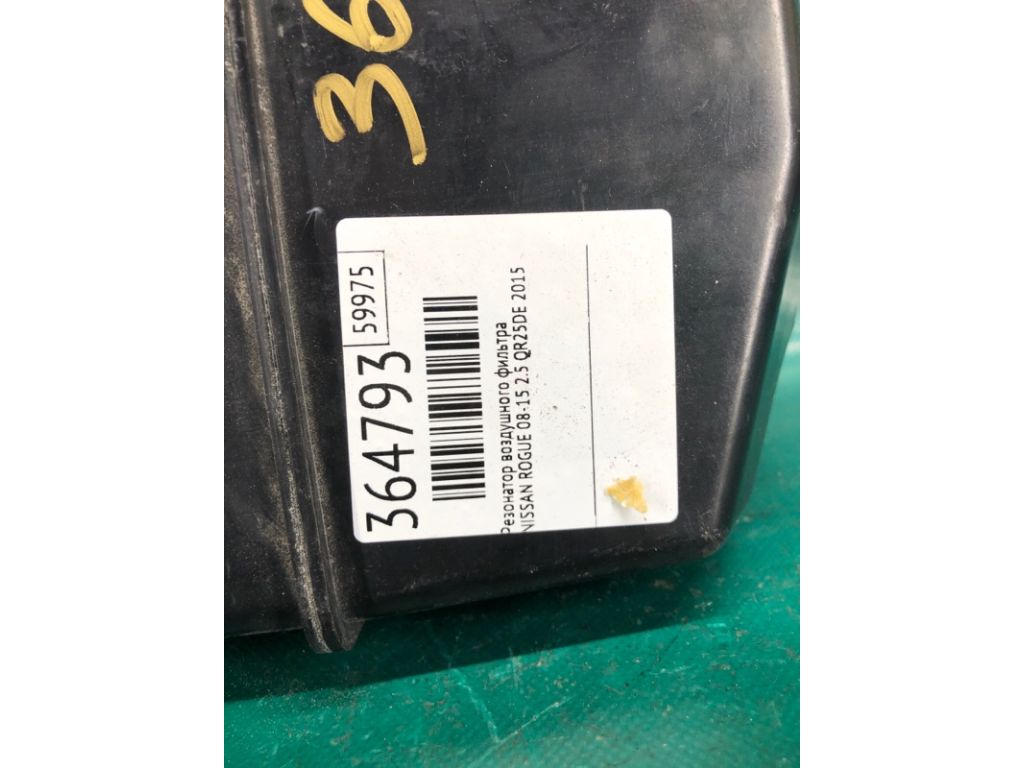 36
364793
59975
Резонатор воздушного фильтра
NISSAN ROGUE 08-15 2.5 QR25DE 2015